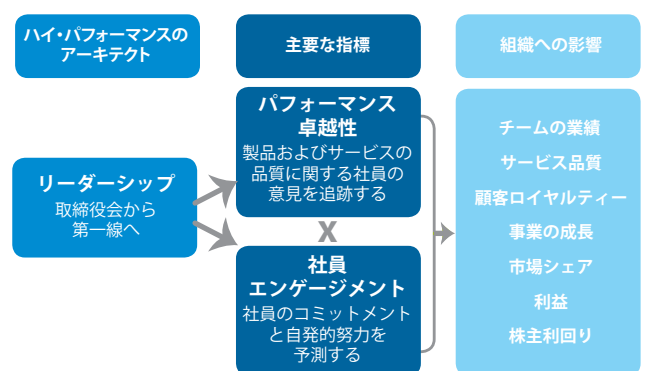 ハイ・パフォーマンスの
アーキテクト
主要な指標
組織への影響
リーダーシップ
取締役会から
第一線へ
パフォーマンス
卓越性
製品およびサービスの
品質に関する社員の
意見を追跡する
X
社員
エンゲージメント
社員のコミットメント
と自発的努力を
予測する
チームの業績
サービス品質
顧客ロイヤルティー
事業の成長
市場シェア
利益
株主利回り